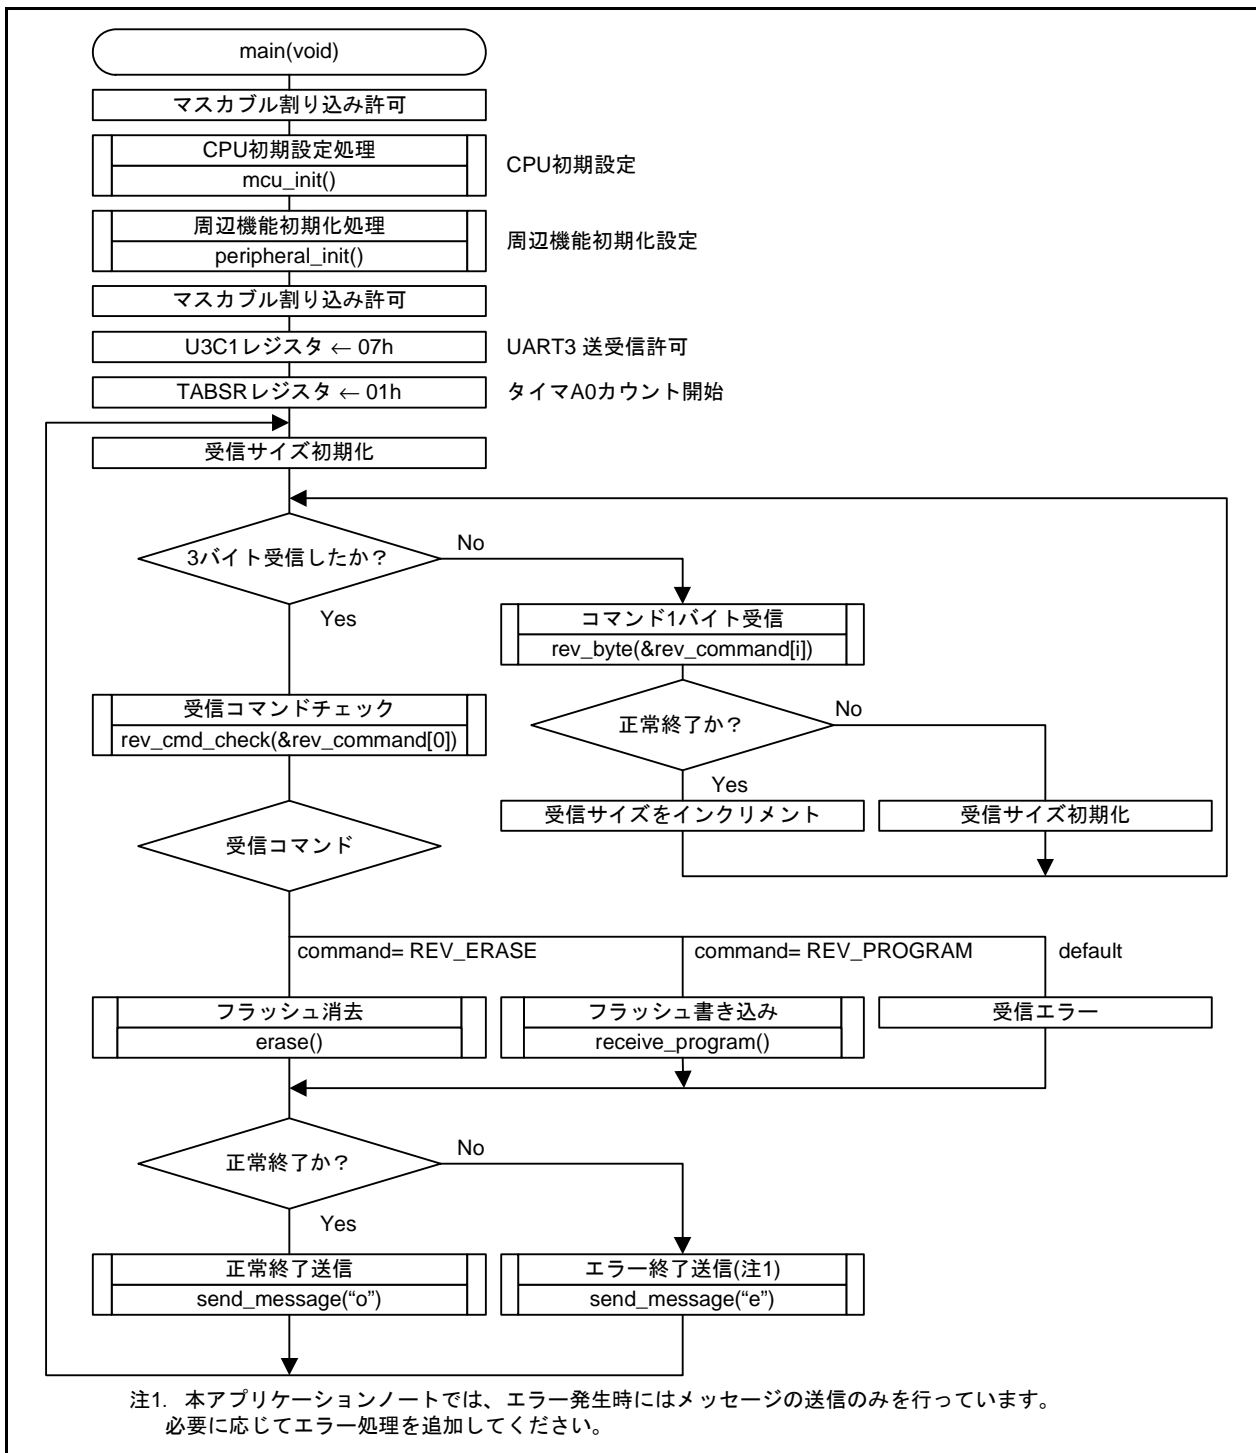 main(void)
マスカブル割り込み許可
CPU初期設定処理
mcu_init()
CPU初期設定
周辺機能初期化処理
peripheral_init()
周辺機能初期化設定
マスカブル割り込み許可
U3C1レジスタ ← 07h
UART3 送受信許可
TABSRレジスタ ← 01h
タイマA0カウント開始
受信サイズ初期化
3バイト受信したか？
No
Yes
コマンド1バイト受信
rev_byte(&rev_command[i])
受信コマンドチェック
rev_cmd_check(&rev_command[0])
正常終了か？
No
Yes
受信サイズをインクリメント
受信サイズ初期化
受信コマンド
command= REV_ERASE
command= REV_PROGRAM
default
フラッシュ消去
erase()
フラッシュ書き込み
receive_program()
受信エラー
正常終了か？
No
Yes
正常終了送信
send_message(“o”)
エラー終了送信(注1)
send_message(“e”)
注1. 本アプリケーションノートでは、エラー発生時にはメッセージの送信のみを行っています。
必要に応じてエラー処理を追加してください。